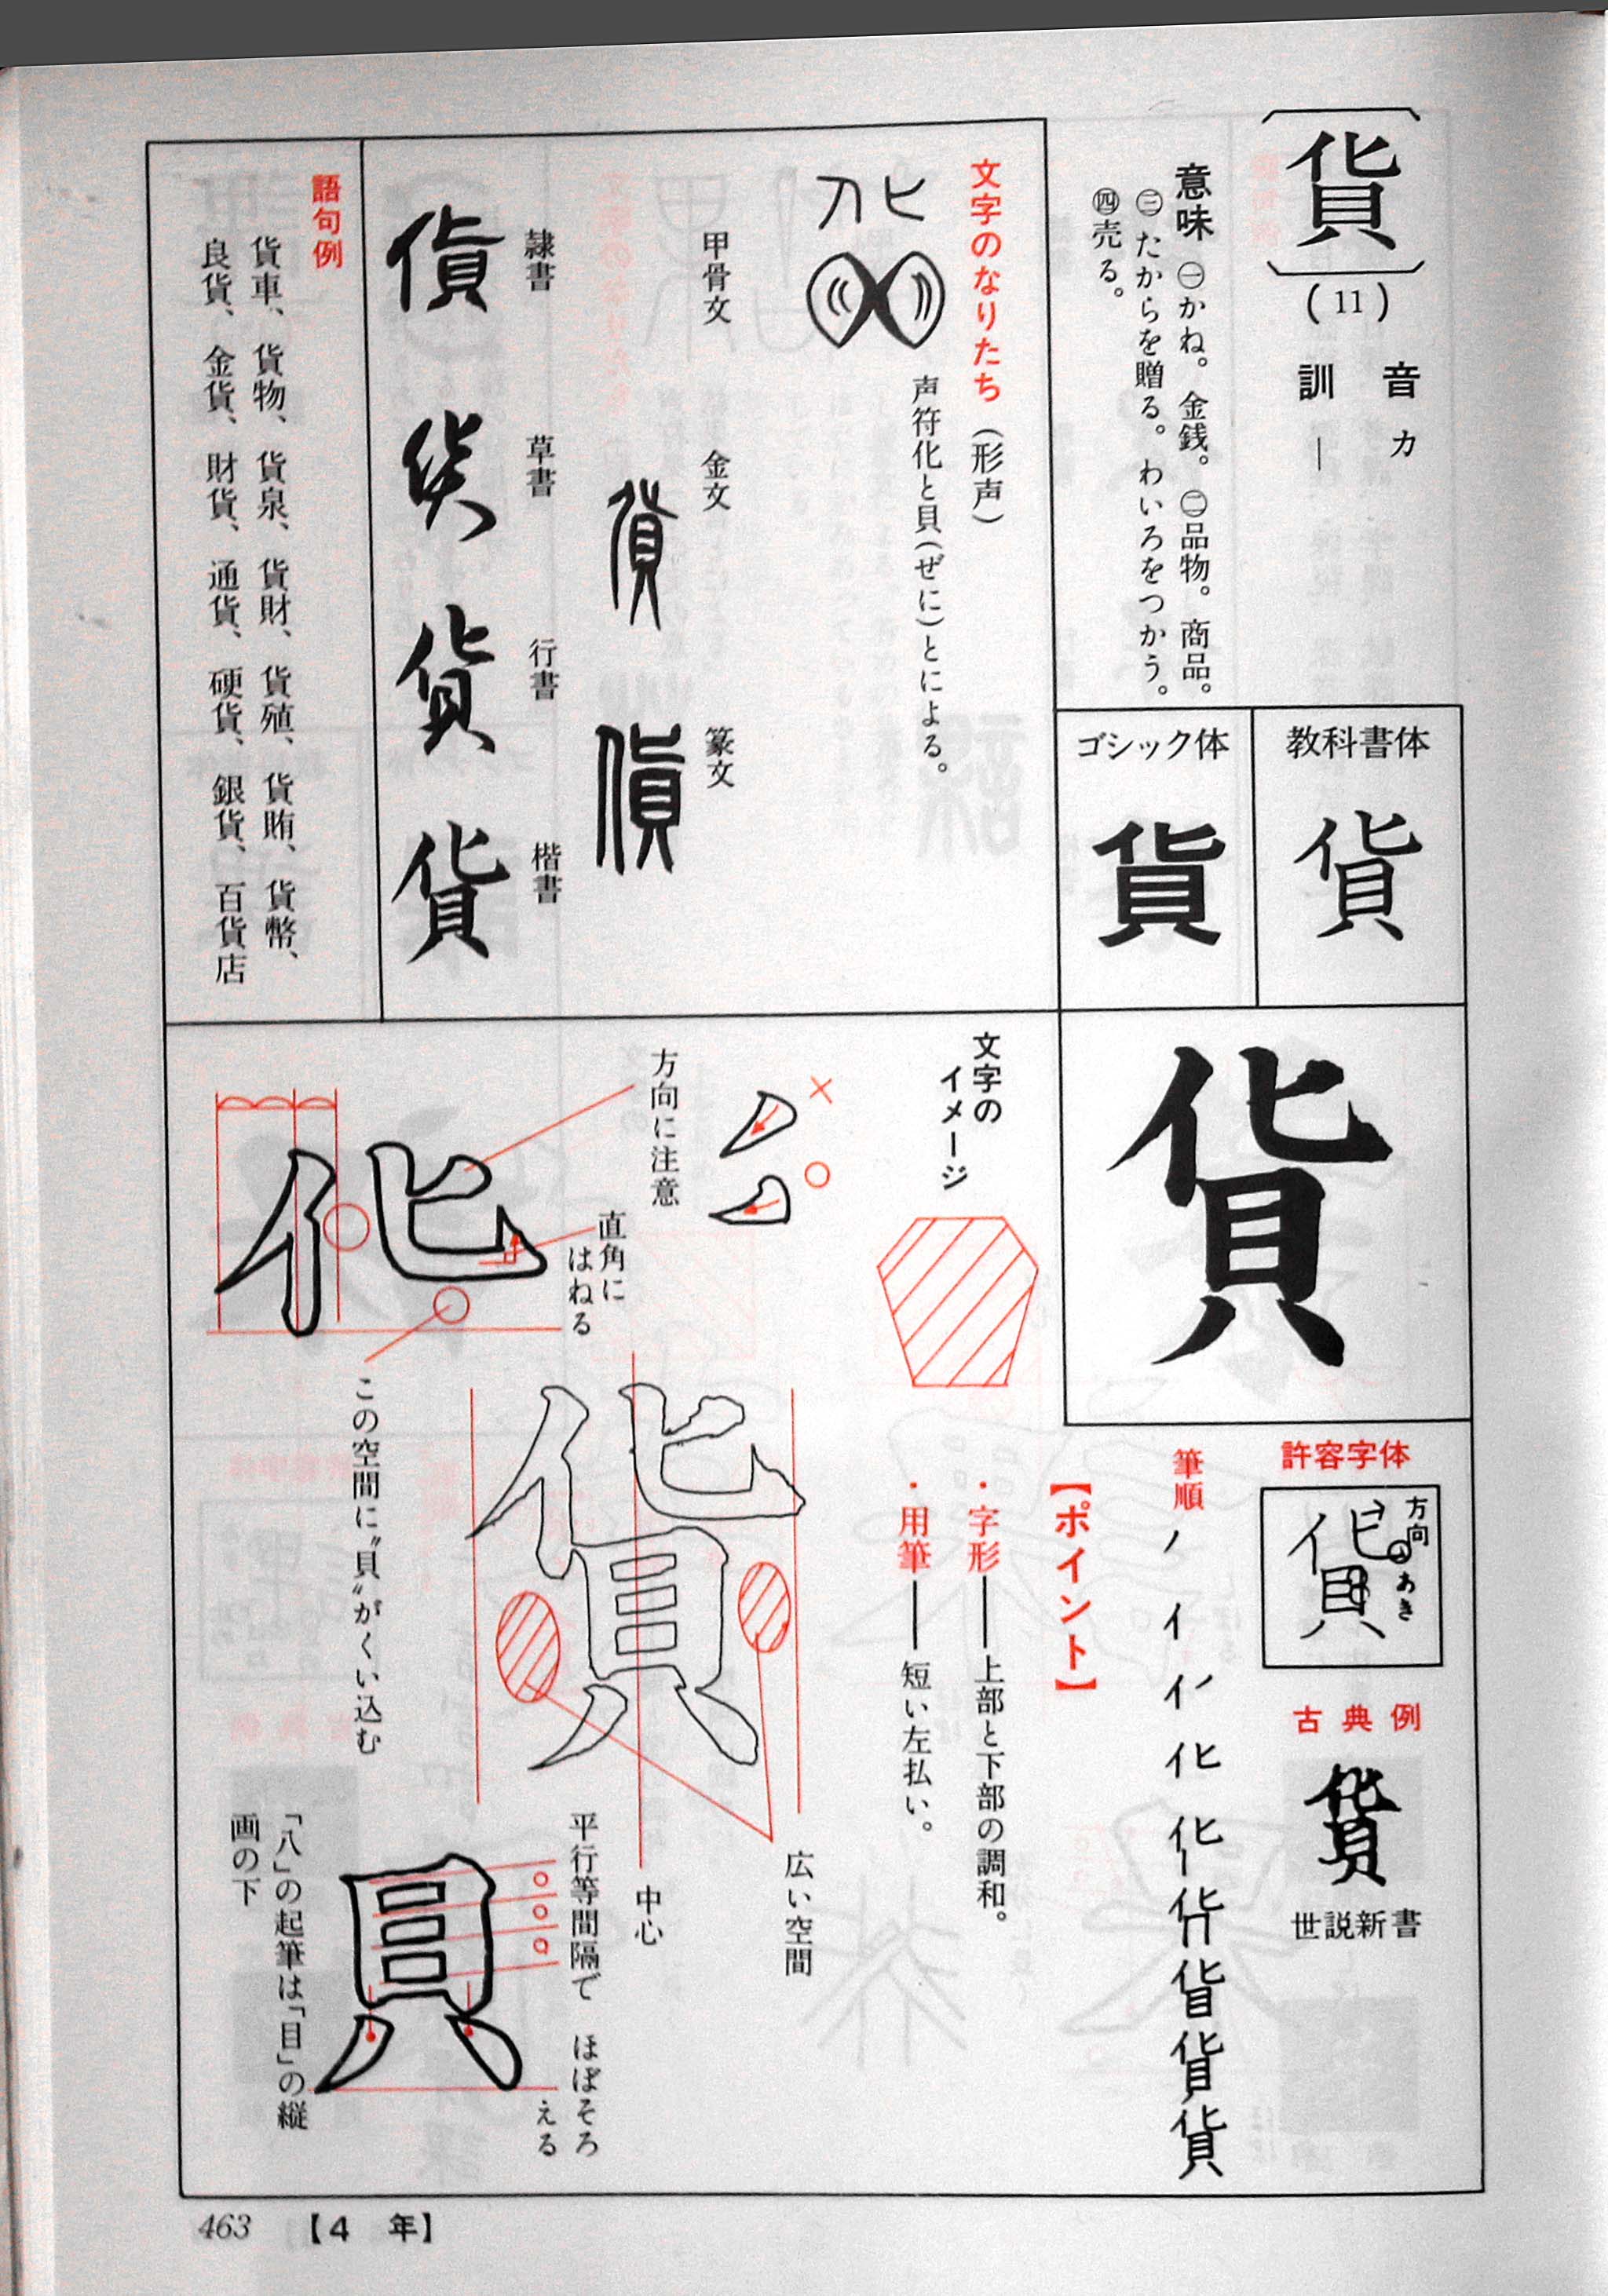 貨
(11)
音 カ
訓 ―
意味 ㊀かね。金銭。㊁品物。商品。
㊂たからを贈る。わいろをつかう。
㊃売る。
教科書体
貨
ゴシック体
貨
文字のなりたち(形声)
化
声符化と貝(ぜに)とによる。
甲骨文
金文
貨
篆文
貨
隷書
貨
草書
貨
行書
貨
楷書
貨
語句例
貨車、貨物、貨泉、貨財、貨殖、貨賄、貨幣、
良貨、金貨、財貨、通貨、硬貨、銀貨、百貨店
貨
許容字体
方向
貨
あき
古典例
貨
世説新書
筆順
ノ イ 化 貨 貨 貨
【ポイント】
・字形――上部と下部の調和。
・用筆――短い左払い。
文字の
イメージ
×
○
方向に注意
直角に
はねる
化
この空間に〝貝〟がくい込む
貨
広い空間
中心
平行等間隔で
ほぼそろ
える
貝
「八」の起筆は「目」の縦
画の下
463 【4 年】